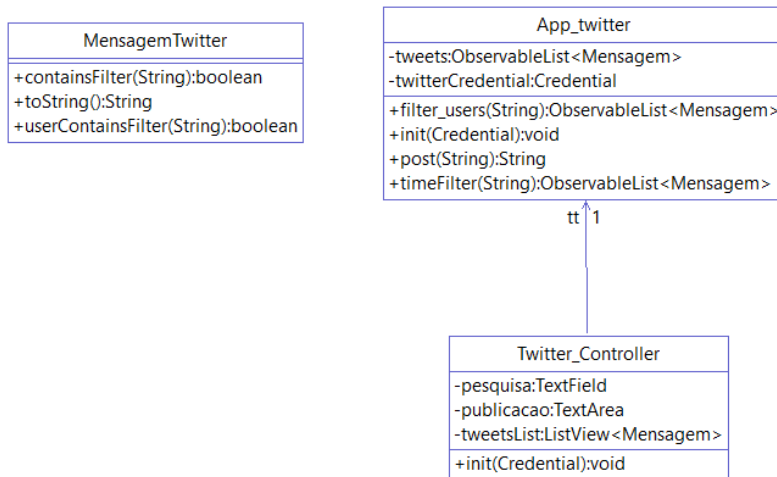 MensagemTwitter
+containsFilter(String):boolean
+toString():String
+userContainsFilter(String):boolean
App_twitter
-tweets:ObservableList<Mensagem>
-twitterCredential:Credential
+filter_users(String):ObservableList<Mensagem>
+init(Credential):void
+post(String):String
+timeFilter(String):ObservableList<Mensagem>
tt 1
Twitter_Controller
-pesquisa:TextField
-publicacao:TextArea
-tweetsList:ListView<Mensagem>
+init(Credential):void